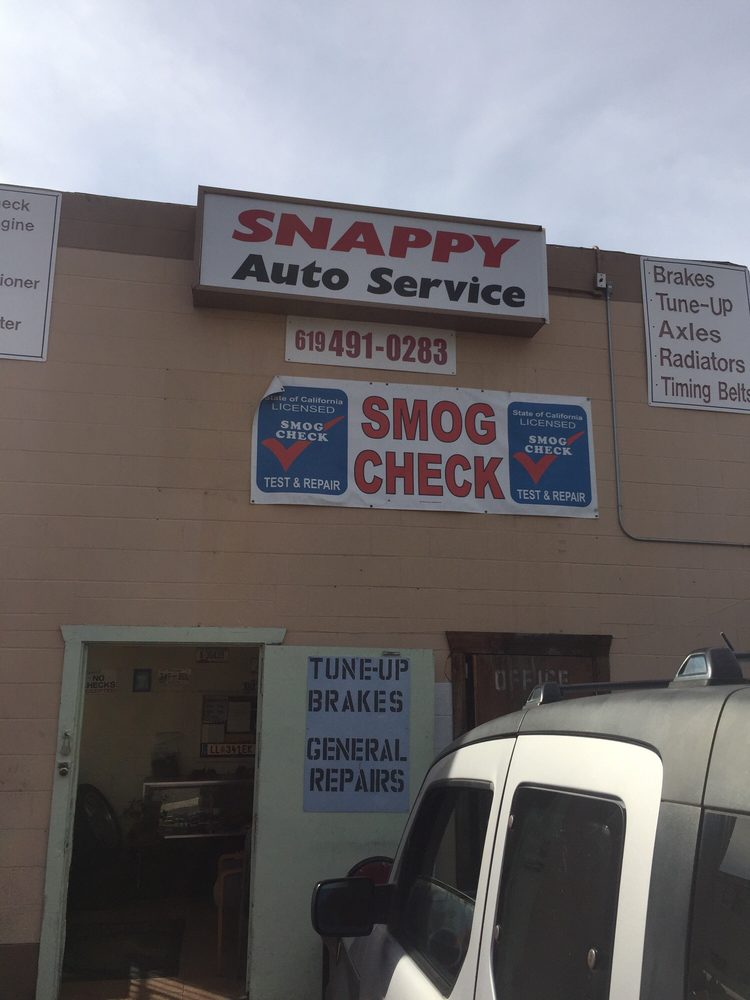 SNAPPY
Auto Service
619 491-0283
State of California
LICENSED
SMOG
CHECK
TEST & REPAIR
SMOG
CHECK
State of California
LICENSED
SMOG
CHECK
TEST & REPAIR
eck
gine
ioner
ter
Brakes
Tune-Up
Axles
Radiators
Timing Belts
TUNE-UP
BRAKES
GENERAL
REPAIRS
OFFICE
NO
CHECKS